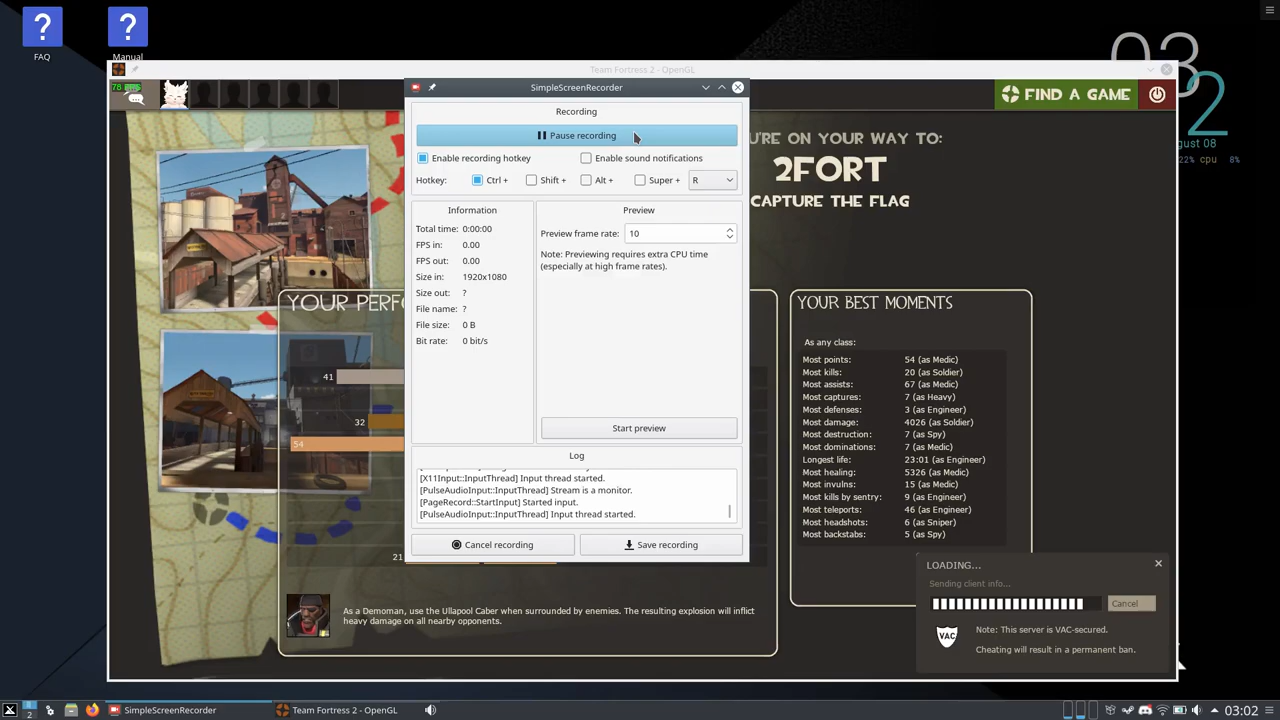 FAQ
Manual
03
2
gust 08
22% cpu 8%
Team Fortress 2 - OpenGL
78 FPS
FIND A GAME
U'RE ON YOUR WAY TO:
2FORT
CAPTURE THE FLAG
SimpleScreenRecorder
Recording
Pause recording
Enable recording hotkey
Enable sound notifications
Hotkey: Ctrl + Shift + Alt + Super + R
Information
Total time: 0:00:00
FPS in: 0.00
FPS out: 0.00
Size in: 1920x1080
Size out: ?
File name: ?
File size: 0 B
Bit rate: 0 bit/s
Preview
Preview frame rate: 10
Note: Previewing requires extra CPU time
(especially at high frame rates).
Start preview
Log
[X11Input::InputThread] Input thread started.
[PulseAudioInput::InputThread] Stream is a monitor.
[PageRecord::StartInput] Started input.
[PulseAudioInput::InputThread] Input thread started.
Cancel recording
Save recording
YOUR PERFO
41
32
54
21
As a Demoman, use the Ullapool Caber when surrounded by enemies. The resulting explosion will inflict
heavy damage on all nearby opponents.
YOUR BEST MOMENTS
As any class:
Most points: 54 (as Medic)
Most kills: 20 (as Soldier)
Most assists: 67 (as Medic)
Most captures: 7 (as Heavy)
Most defenses: 3 (as Engineer)
Most damage: 4026 (as Soldier)
Most destruction: 7 (as Spy)
Most dominations: 7 (as Medic)
Longest life: 23:01 (as Engineer)
Most healing: 5326 (as Medic)
Most invulns: 15 (as Medic)
Most kills by sentry: 9 (as Engineer)
Most teleports: 46 (as Engineer)
Most headshots: 6 (as Sniper)
Most backstabs: 5 (as Spy)
LOADING...
Sending client info...
Cancel
VAC
Note: This server is VAC-secured.
Cheating will result in a permanent ban.
2
SimpleScreenRecorder
Team Fortress 2 - OpenGL
03:02